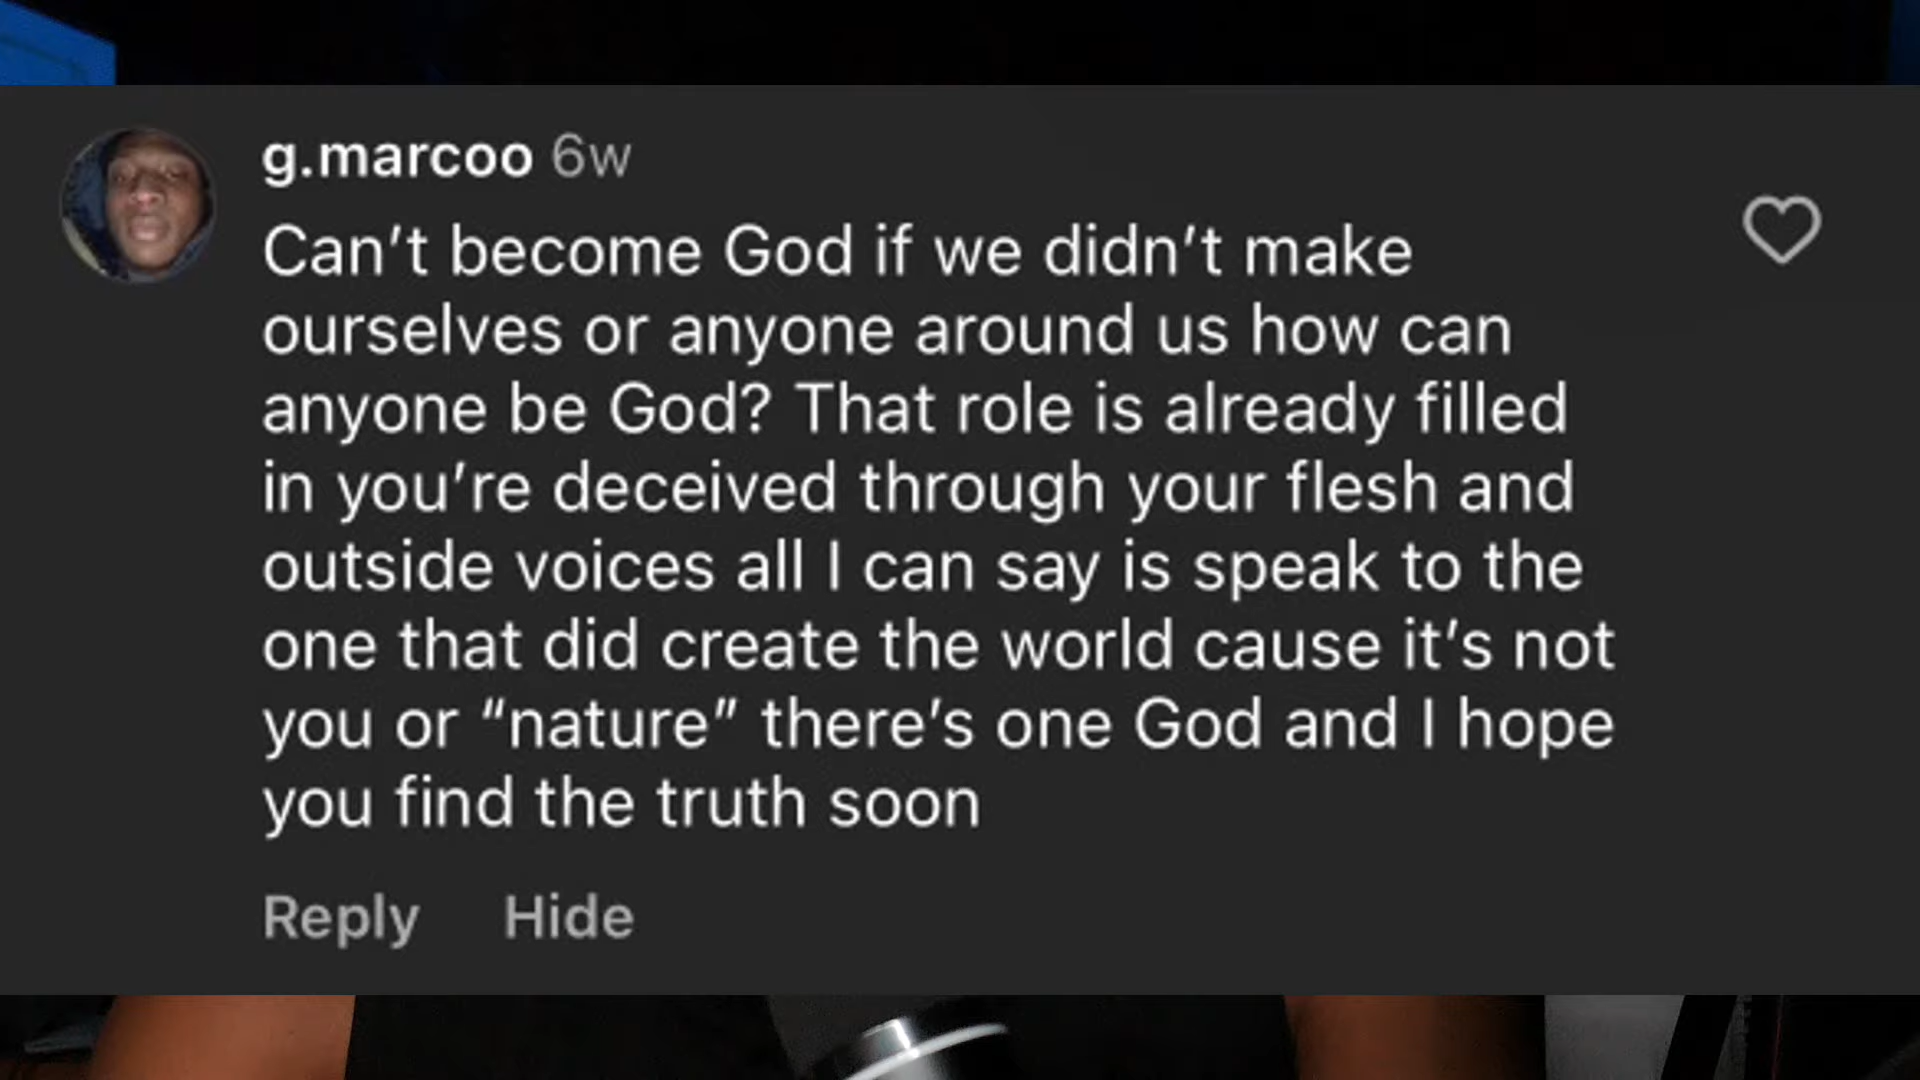 g.marcoo 6w
Can't become God if we didn't make
ourselves or anyone around us how can
anyone be God? That role is already filled
in you're deceived through your flesh and
outside voices all I can say is speak to the
one that did create the world cause it's not
you or “nature” there's one God and I hope
you find the truth soon
Reply Hide